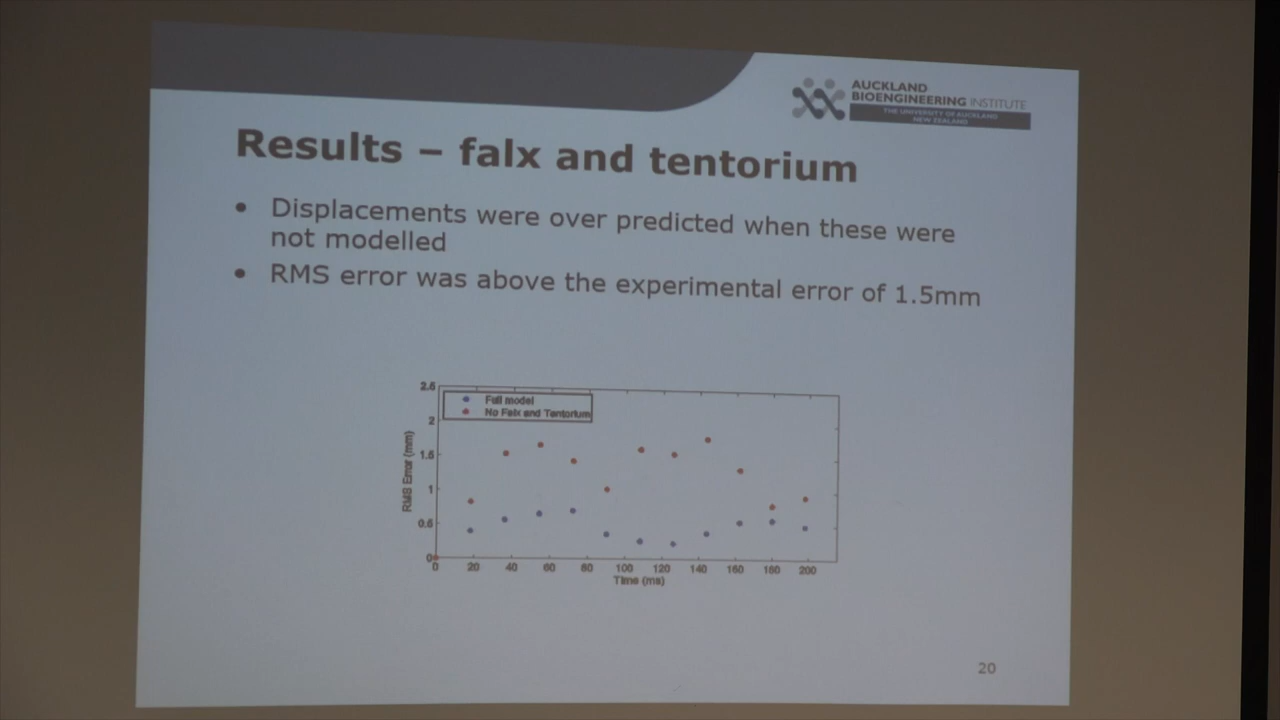 AUCKLAND
BIOENGINEERING INSTITUTE
THE UNIVERSITY OF AUCKLAND
NEW ZEALAND
Results – falx and tentorium
• Displacements were over predicted when these were
not modelled
• RMS error was above the experimental error of 1.5mm
2.5
Full model
No Falx and Tentorium
2
1.5
1
0.5
0
RMS Error (mm)
0 20 40 60 80 100 120 140 160 180 200
Time (ms)
20